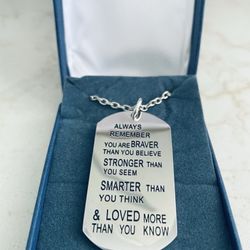 ALWAYS
REMEMBER
YOU ARE BRAVER
THAN YOU BELIEVE
STRONGER THAN
YOU SEEM
SMARTER THAN
YOU THINK
& LOVED MORE
THAN YOU KNOW